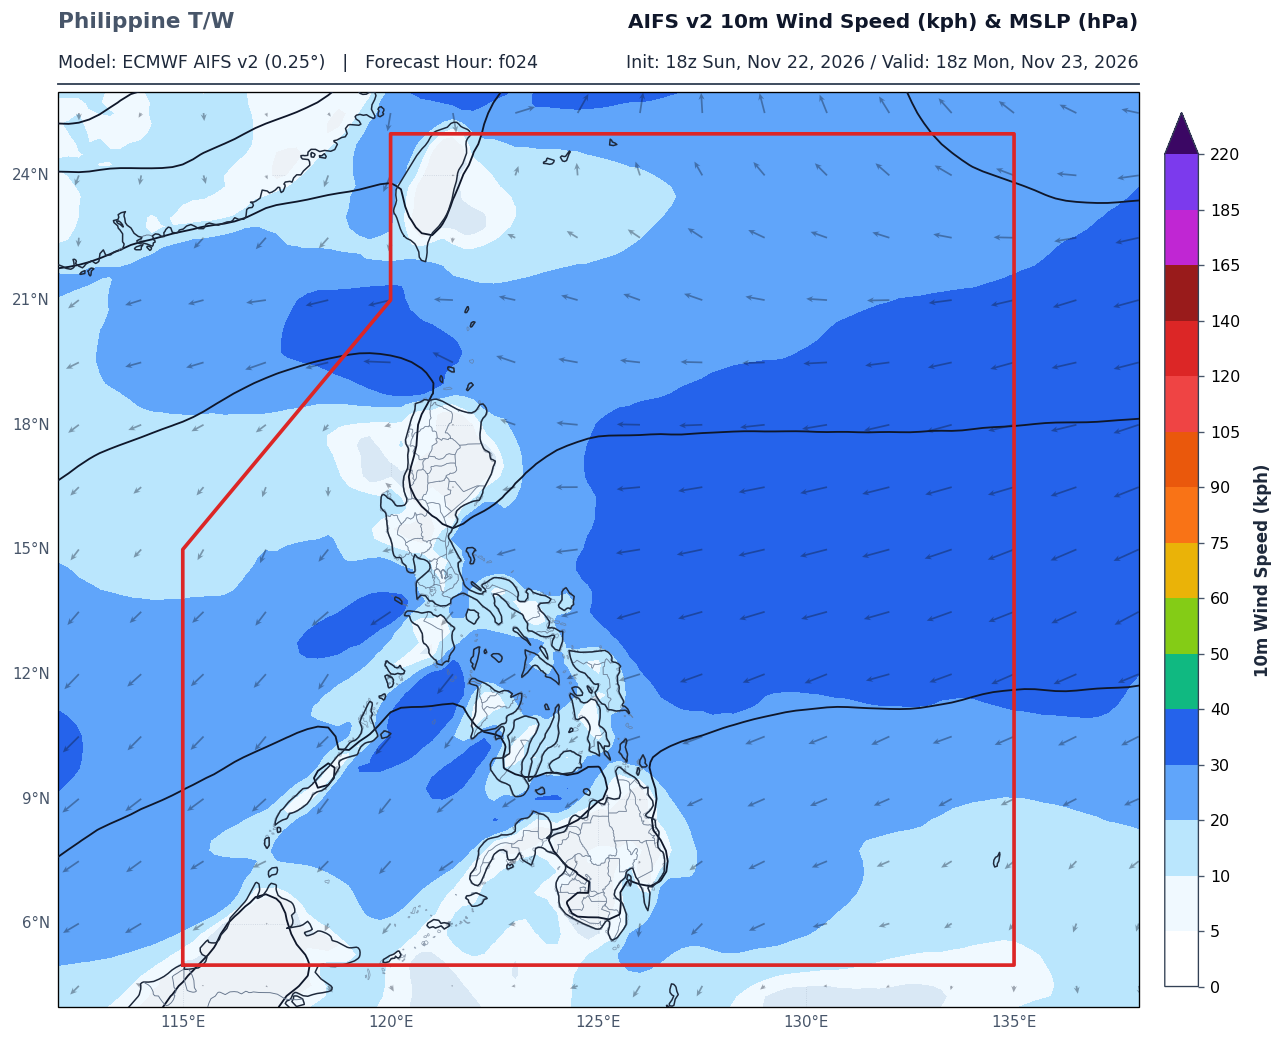 Philippine T/W
AIFS v2 10m Wind Speed (kph) & MSLP (hPa)
Model: ECMWF AIFS v2 (0.25°) | Forecast Hour: f024
Init: 18z Sun, Nov 22, 2026 / Valid: 18z Mon, Nov 23, 2026
24°N
21°N
18°N
15°N
12°N
9°N
6°N
115°E
120°E
125°E
130°E
135°E
220
185
165
140
120
105
90
75
60
50
40
30
20
10
5
0
10m Wind Speed (kph)